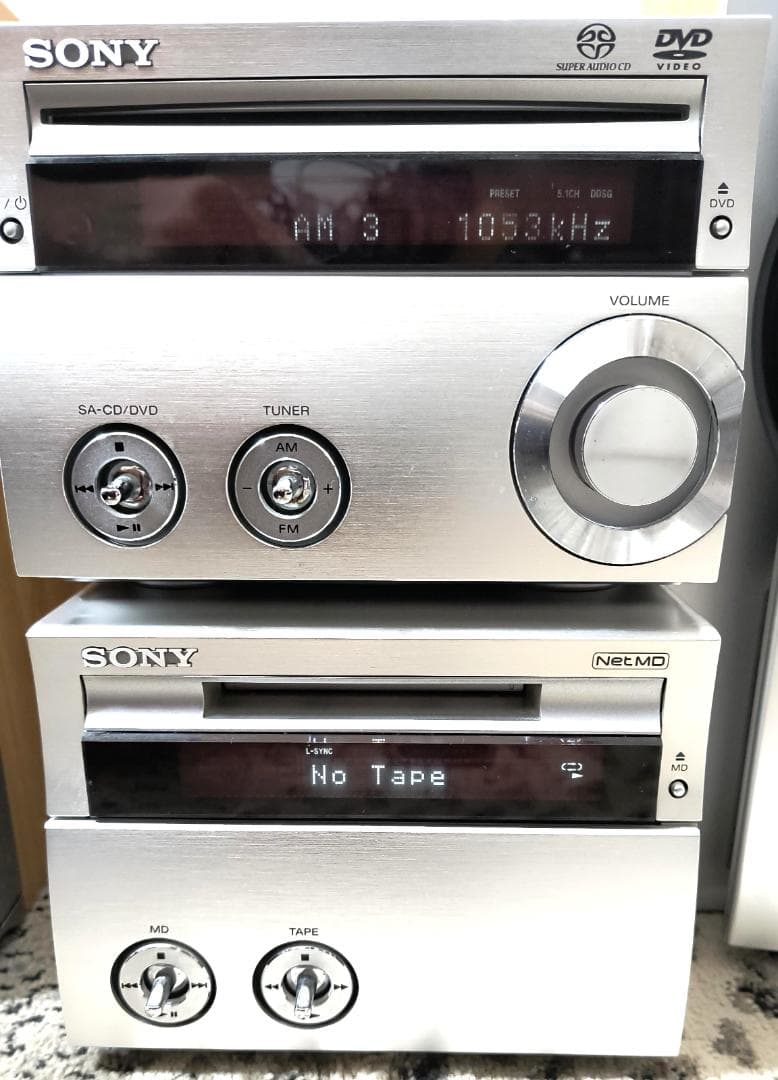 SONY
SUPER AUDIO CD
DVD
VIDEO
PRESET 5.1CH DDSG
AM 3 1053kHz
DVD
VOLUME
SA-CD/DVD
TUNER
AM
- +
FM
SONY
NetMD
L-SYNC
No Tape
MD
MD
TAPE